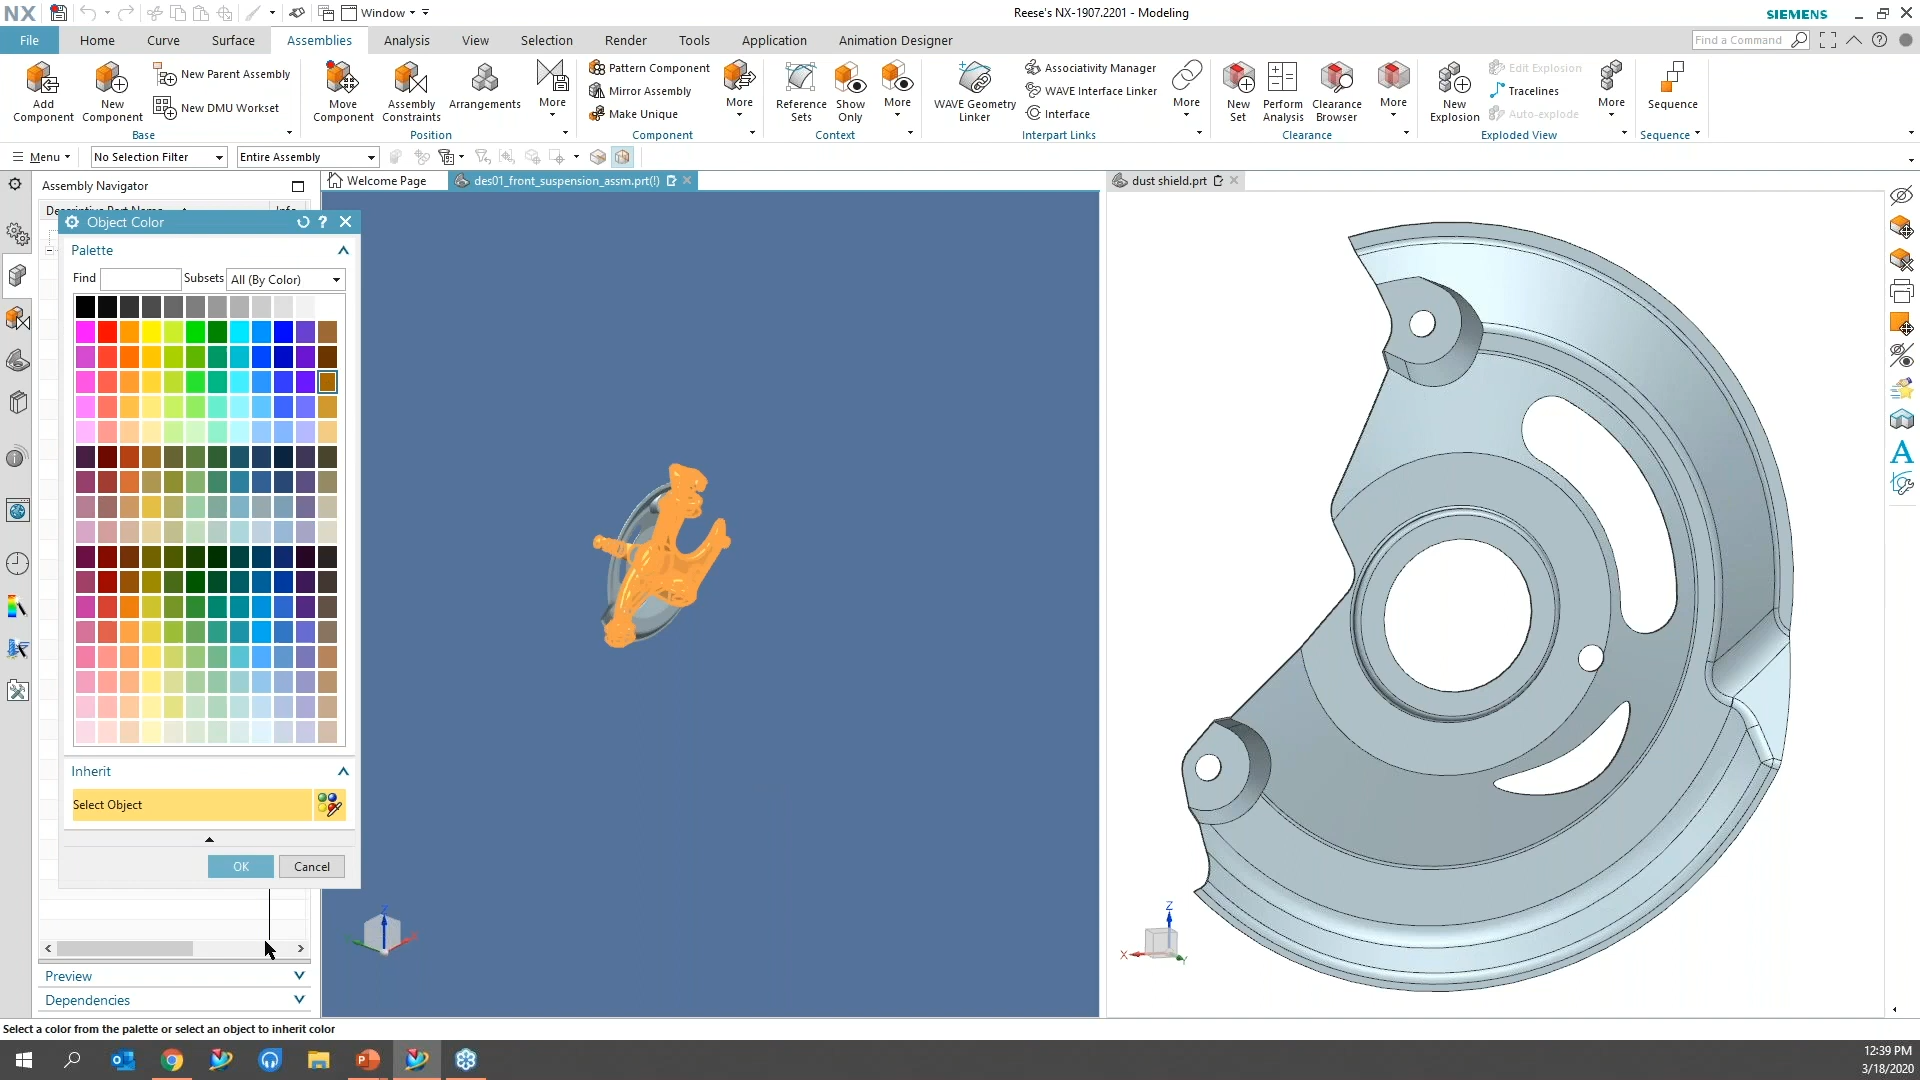 NX
Window
Reese's NX-1907.2201 - Modeling
SIEMENS
File Home Curve Surface Assemblies Analysis View Selection Render Tools Application Animation Designer
Find a Command
Add Component
New Component
New Parent Assembly
New DMU Workset
Base
Move Component
Assembly Constraints
Arrangements
More
Position
Pattern Component
Mirror Assembly
Make Unique
More
Component
Reference Sets
Show Only
More
Context
WAVE Geometry Linker
Associativity Manager
WAVE Interface Linker
Interface
More
Interpart Links
New Set
Perform Analysis
Clearance Browser
More
Clearance
New Explosion
Edit Explosion
Tracelines
Auto-explode
More
Exploded View
Sequence
Sequence
Menu
No Selection Filter
Entire Assembly
Assembly Navigator
Welcome Page
des01_front_suspension_assm.prt(!)
dust shield.prt
Descriptive Part Name
Info
Object Color
Palette
Find
Subsets
All (By Color)
Inherit
Select Object
OK
Cancel
Preview
Dependencies
Z
Z
X
Y
A
Select a color from the palette or select an object to inherit color
12:39 PM
3/18/2020